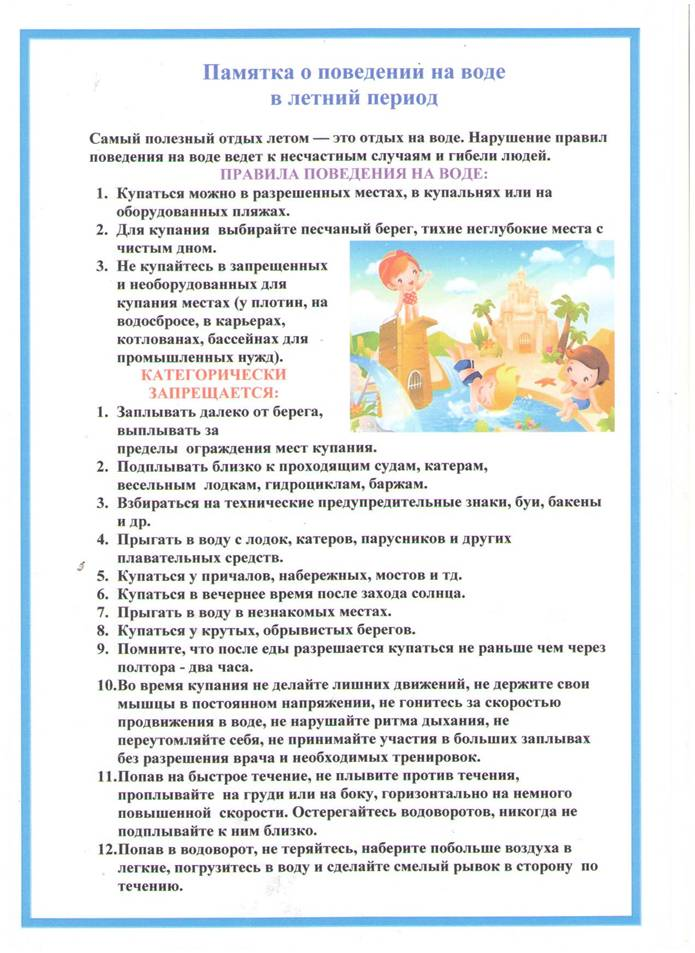 Памятка о поведении на воде
в летний период
Самый полезный отдых летом — это отдых на воде. Нарушение правил
поведения на воде ведет к несчастным случаям и гибели людей.
ПРАВИЛА ПОВЕДЕНИЯ НА ВОДЕ:
1. Купаться можно в разрешенных местах, в купальнях или на
оборудованных пляжах.
2. Для купания выбирайте песчаный берег, тихие неглубокие места с
чистым дном.
3. Не купайтесь в запрещенных
и необорудованных для
купания местах (у плотин, на
водосбросе, в карьерах,
котлованах, бассейнах для
промышленных нужд).
КАТЕГОРИЧЕСКИ
ЗАПРЕЩАЕТСЯ:
1. Заплывать далеко от берега,
выплывать за
пределы ограждения мест купания.
2. Подплывать близко к проходящим судам, катерам,
весельным лодкам, гидроциклам, баржам.
3. Взбираться на технические предупредительные знаки, буи, бакены
и др.
4. Прыгать в воду с лодок, катеров, парусников и других
плавательных средств.
5. Купаться у причалов, набережных, мостов и тд.
6. Купаться в вечернее время после захода солнца.
7. Прыгать в воду в незнакомых местах.
8. Купаться у крутых, обрывистых берегов.
9. Помните, что после еды разрешается купаться не раньше чем через
полтора - два часа.
10.Во время купания не делайте лишних движений, не держите свои
мышцы в постоянном напряжении, не гонитесь за скоростью
продвижения в воде, не нарушайте ритма дыхания, не
переутомляйте себя, не принимайте участия в больших заплывах
без разрешения врача и необходимых тренировок.
11.Попав на быстрое течение, не плывите против течения,
проплывайте на груди или на боку, горизонтально на немного
повышенной скорости. Остерегайтесь водоворотов, никогда не
подплывайте к ним близко.
12.Попав в водоворот, не теряйтесь, наберите побольше воздуха в
легкие, погрузитесь в воду и сделайте смелый рывок в сторону по
течению.